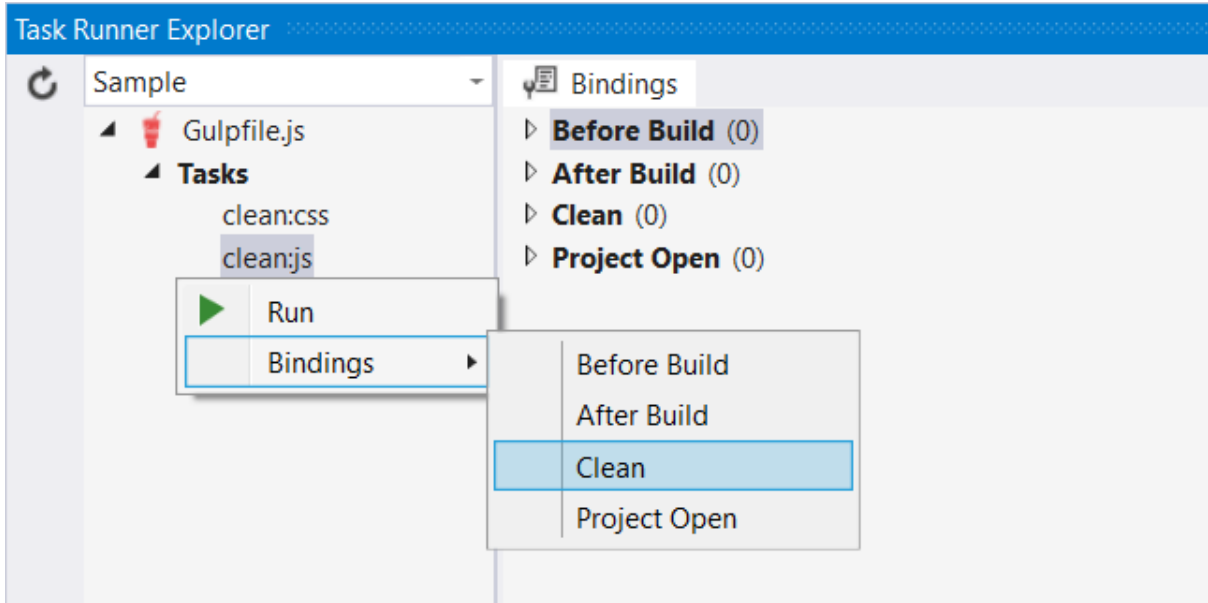 Task Runner Explorer
Sample
Bindings
Gulpfile.js
Tasks
clean:css
clean:js
Before Build (0)
After Build (0)
Clean (0)
Project Open (0)
Run
Bindings
Before Build
After Build
Clean
Project Open